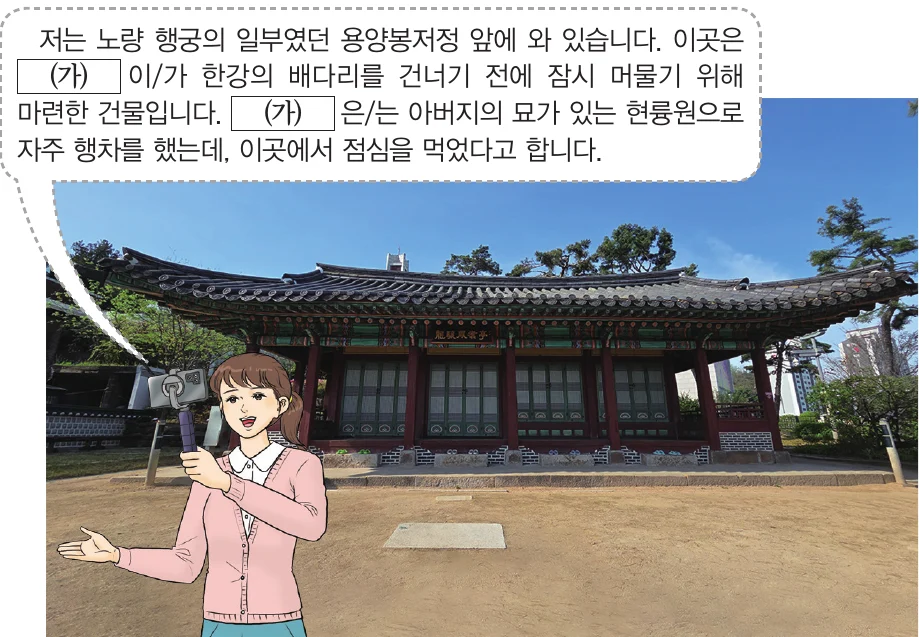 저는 노량 행궁의 일부였던 용양봉저정 앞에 와 있습니다. 이곳은
(가) 이/가 한강의 배다리를 건너기 전에 잠시 머물기 위해
마련한 건물입니다. (가) 은/는 아버지의 묘가 있는 현륭원으로
자주 행차를 했는데, 이곳에서 점심을 먹었다고 합니다.